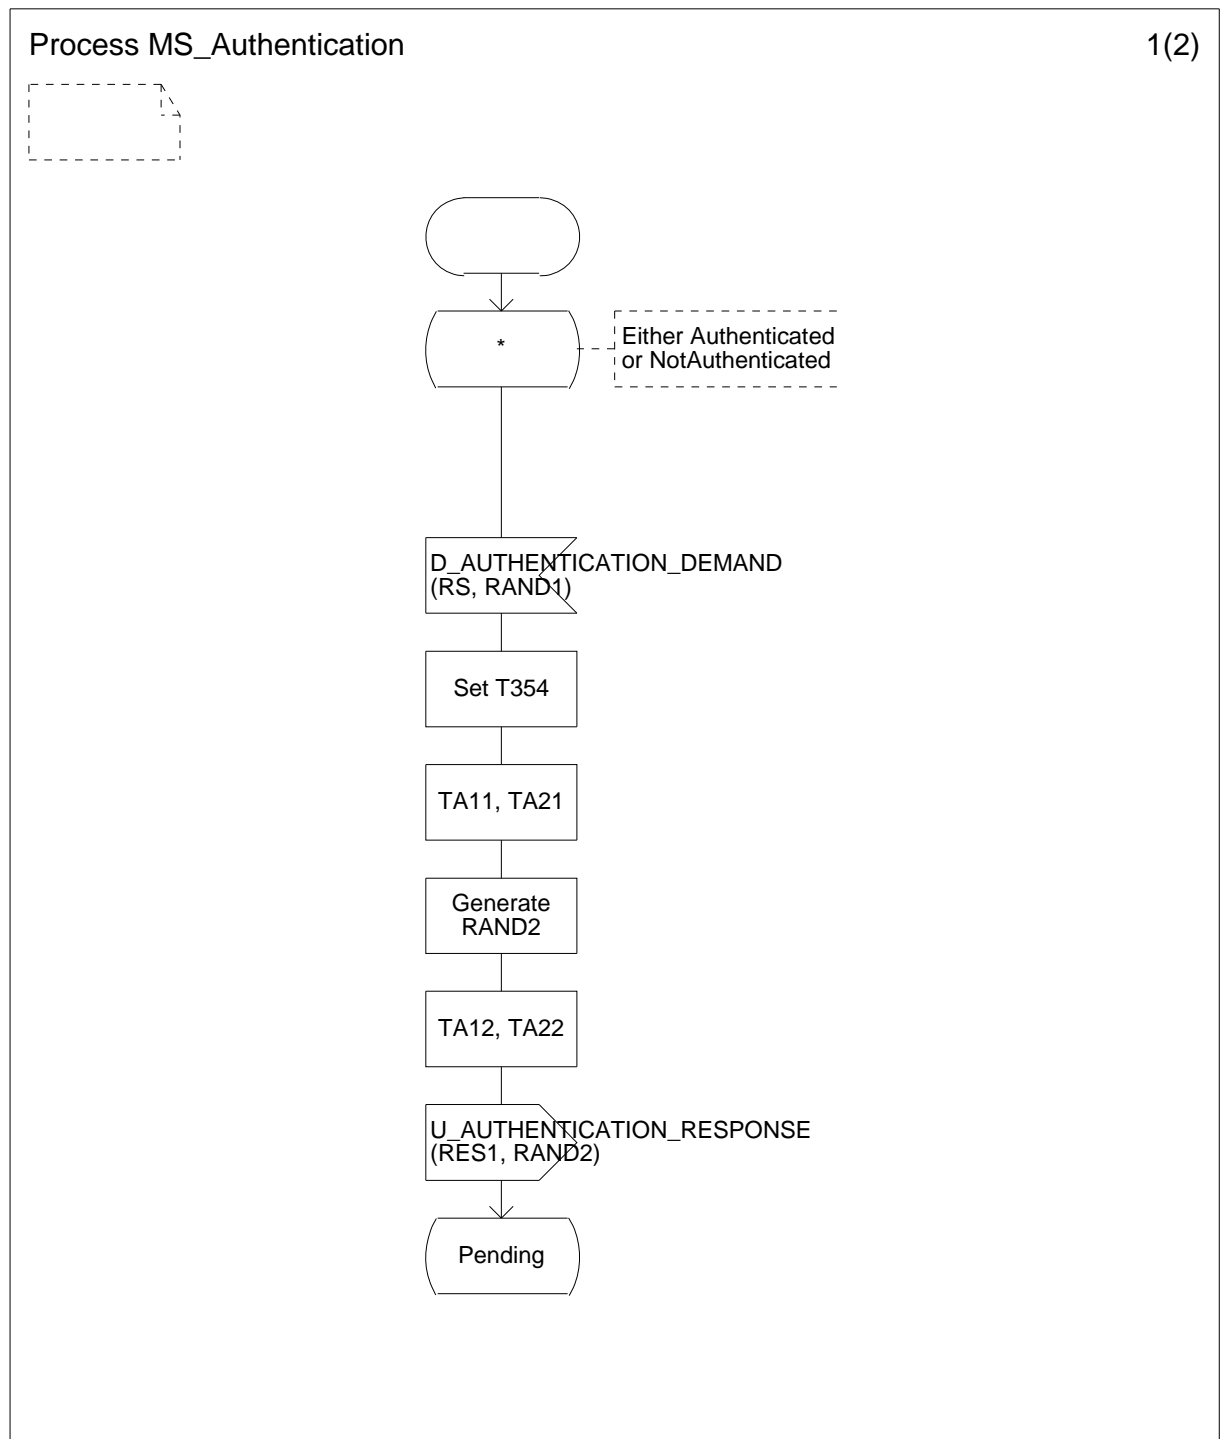 Process MS_Authentication
1(2)
*
Either Authenticated
or NotAuthenticated
D_AUTHENTICATION_DEMAND
(RS, RAND1)
Set T354
TA11, TA21
Generate
RAND2
TA12, TA22
U_AUTHENTICATION_RESPONSE
(RES1, RAND2)
Pending